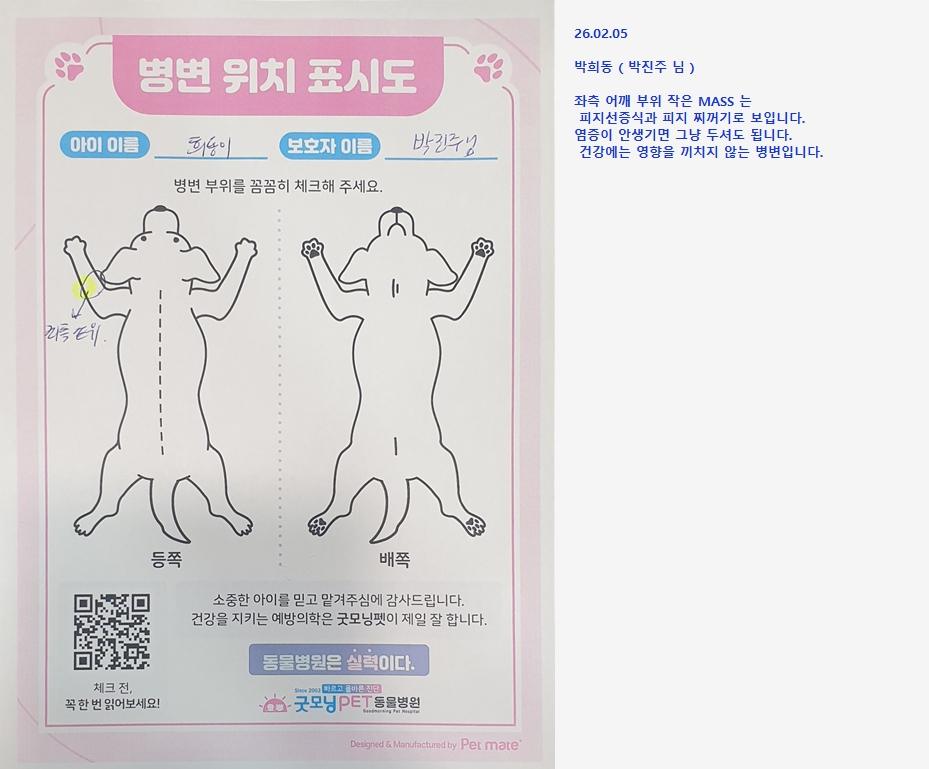 병변 위치 표시도
아이 이름 희동이 보호자 이름 박진주님
병변 부위를 꼼꼼히 체크해 주세요.
좌측
등쪽 배쪽
체크 전,
꼭 한 번 읽어보세요!
소중한 아이를 믿고 맡겨주심에 감사드립니다.
건강을 지키는 예방의학은 굿모닝펫이 제일 잘 합니다.
동물병원은 실력이다.
Since 2002 빠르고 올바른 진단
굿모닝PET동물병원
Goodmorning Pet Hospital
Designed & Manufactured by Pet mate
26.02.05
박희동 ( 박진주 님 )
좌측 어깨 부위 작은 MASS 는
피지선증식과 피지 찌꺼기로 보입니다.
염증이 안생기면 그냥 두셔도 됩니다.
건강에는 영향을 끼치지 않는 병변입니다.